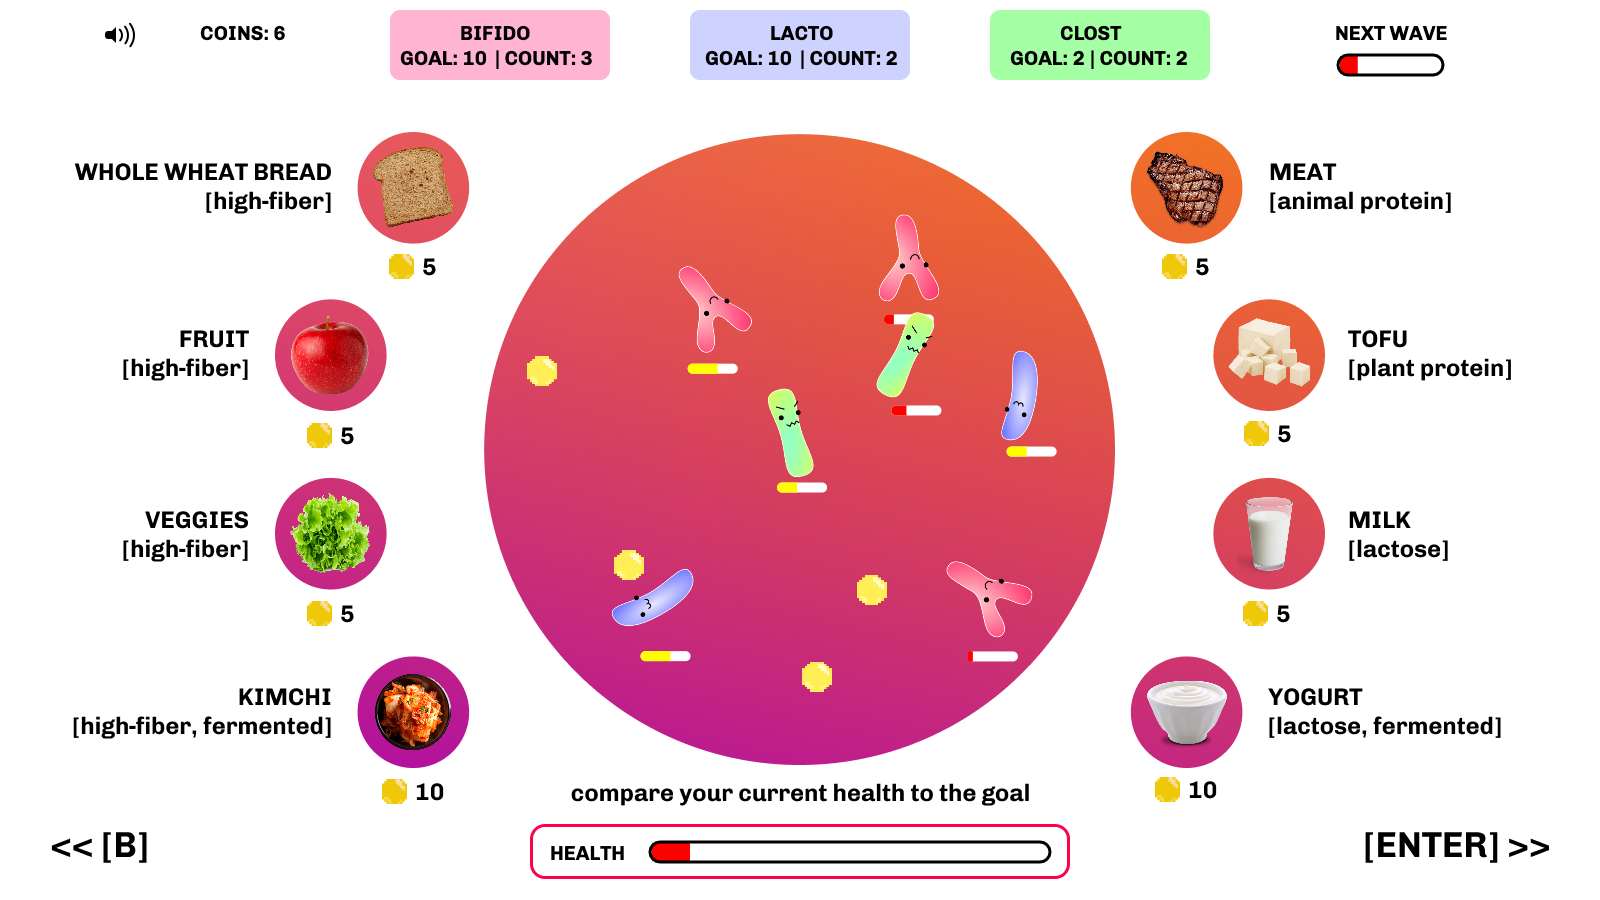 COINS: 6
BIFIDO
GOAL: 10 | COUNT: 3
LACTO
GOAL: 10 | COUNT: 2
CLOST
GOAL: 2 | COUNT: 2
NEXT WAVE
WHOLE WHEAT BREAD
[high-fiber]
5
FRUIT
[high-fiber]
5
VEGGIES
[high-fiber]
5
KIMCHI
[high-fiber, fermented]
10
MEAT
[animal protein]
5
TOFU
[plant protein]
5
MILK
[lactose]
5
YOGURT
[lactose, fermented]
10
compare your current health to the goal
HEALTH
<< [B]
[ENTER] >>